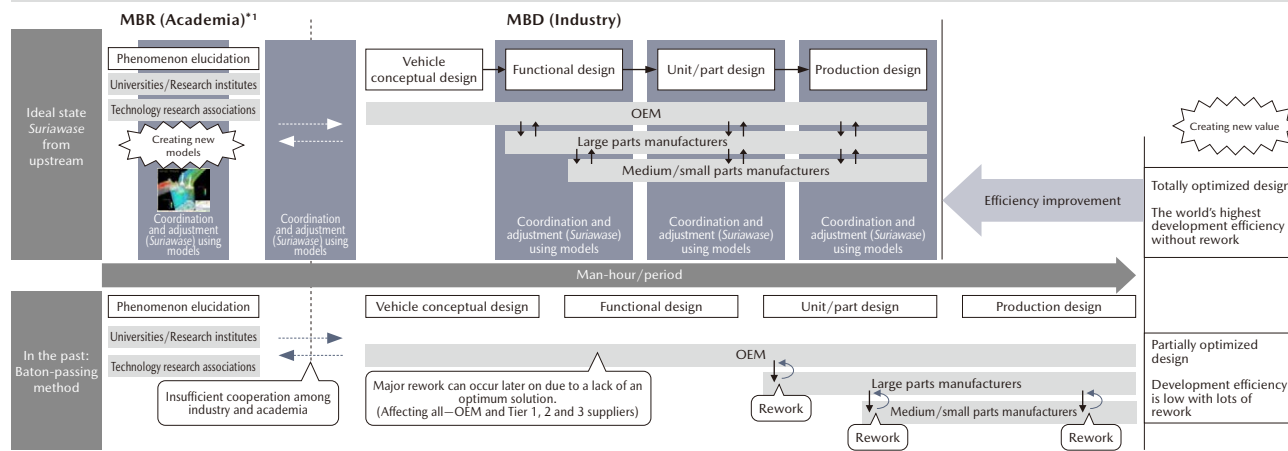 MBR (Academia)*1
MBD (Industry)
Ideal state
Suriawase
from
upstream
Phenomenon elucidation
Universities/Research institutes
Technology research associations
Creating new
models
Coordination
and adjustment
(Suriawase) using
models
Coordination
and adjustment
(Suriawase) using
models
Vehicle
conceptual design
Functional design
Unit/part design
Production design
OEM
Large parts manufacturers
Medium/small parts manufacturers
Coordination and
adjustment (Suriawase)
using models
Coordination and
adjustment (Suriawase)
using models
Coordination and
adjustment (Suriawase)
using models
Efficiency improvement
Creating new value
Totally optimized design
The world's highest
development efficiency
without rework
Man-hour/period
In the past:
Baton-passing
method
Phenomenon elucidation
Universities/Research institutes
Technology research associations
Insufficient cooperation among
industry and academia
Vehicle conceptual design
Functional design
Unit/part design
Production design
OEM
Major rework can occur later on due to a lack of an
optimum solution.
(Affecting all—OEM and Tier 1, 2 and 3 suppliers)
Large parts manufacturers
Rework
Medium/small parts manufacturers
Rework
Rework
Partially optimized
design
Development efficiency
is low with lots of
rework